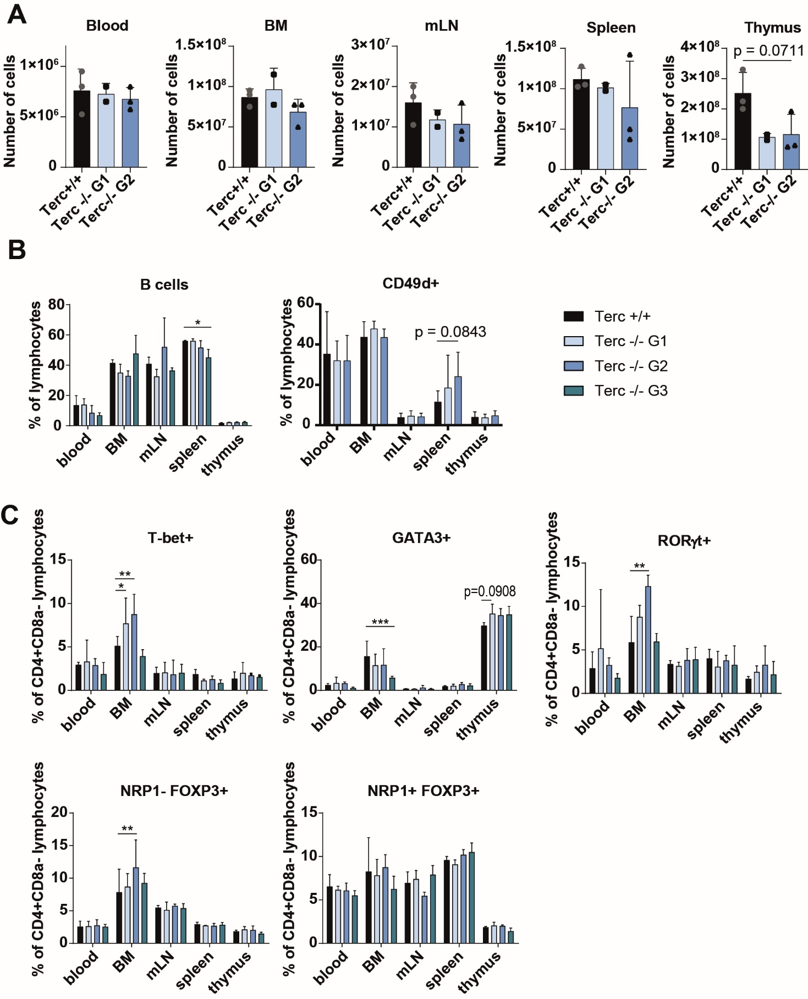 A
Blood
BM
mLN
Spleen
Thymus
Number of cells
1×10⁶
5×10⁶
0
Terc+/+
Terc -/- G1
Terc-/- G2
Number of cells
1.5×10⁸
1×10⁸
5×10⁷
0
Terc+/+
Terc -/- G1
Terc-/- G2
Number of cells
3×10⁷
2×10⁷
1×10⁷
0
Terc+/+
Terc -/- G1
Terc-/- G2
Number of cells
1.5×10⁸
1×10⁸
5×10⁷
0
Terc+/+
Terc -/- G1
Terc-/- G2
Number of cells
4×10⁸
p = 0.0711
3×10⁸
2×10⁸
1×10⁸
0
Terc+/+
Terc -/- G1
Terc-/- G2
B
B cells
% of lymphocytes
80
60
40
20
0
*
blood
BM
mLN
spleen
thymus
CD49d+
% of lymphocytes
60
40
20
0
p = 0.0843
blood
BM
mLN
spleen
thymus
Terc +/+
Terc -/- G1
Terc -/- G2
Terc -/- G3
C
T-bet+
% of CD4+CD8a- lymphocytes
15
10
5
0
**
*
blood
BM
mLN
spleen
thymus
GATA3+
% of CD4+CD8a- lymphocytes
60
40
20
0
***
p=0.0908
blood
BM
mLN
spleen
thymus
RORγt+
% of CD4+CD8a- lymphocytes
15
10
5
0
**
blood
BM
mLN
spleen
thymus
NRP1- FOXP3+
% of CD4+CD8a- lymphocytes
20
15
10
5
0
**
blood
BM
mLN
spleen
thymus
NRP1+ FOXP3+
% of CD4+CD8a- lymphocytes
15
10
5
0
blood
BM
mLN
spleen
thymus